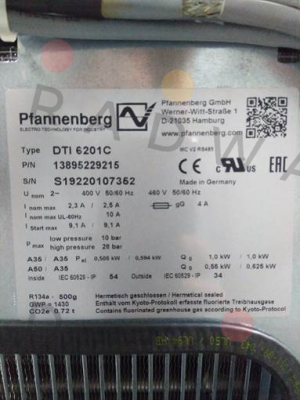 Pfannenberg
ELECTRO TECHNOLOGY FOR INDUSTRY
Pfannenberg GmbH
Werner-Witt-Straße 1
D-21035 Hamburg
www.pfannenberg.com
Type DTI 6201C
µC V2 RS485
P/N 13895229215
S/N S19220107352
Made in Germany
U nom 2~ 400 V 50/60 Hz 460 V 50/60 Hz
I nom 2,3 A / 2,5 A gG 4 A
I nom max UL-60Hz 10 A
I Start max 9,1 A / 9,1 A
low pressure 10 bar
high pressure 28 bar
A35 / A35 Pel 0,505 kW / 0,594 kW Q 1,0 kW / 1,0 kW
A50 / A35 Q 0,55 kW / 0,625 kW
Inside IEC 60529 - IP 54 Outside IEC 60529 - IP 34
R134a - 500g Hermetisch geschlossen / Hermetical sealed
GWP = 1430 Enthält vom Kyoto-Protokoll erfasste fluorierte Treibhausgase
CO2e 0.72 t Contains fluorinated greenhouse gas according to Kyoto-Protocol
RADWAG